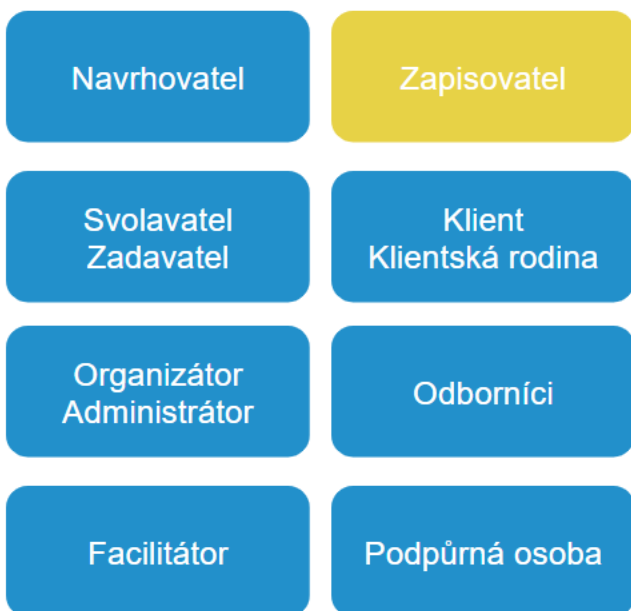 Navrhovatel
Zapisovatel
Svolavatel
Zadavatel
Klient
Klientská rodina
Organizátor
Administrátor
Odborníci
Facilitátor
Podpůrná osoba